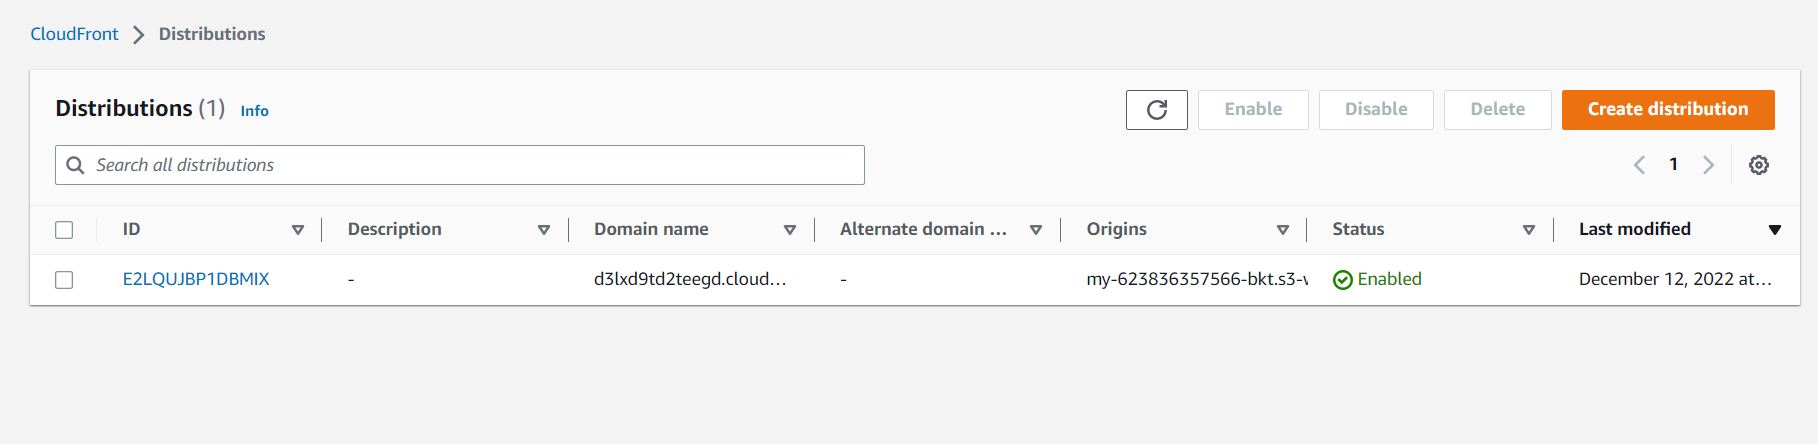 CloudFront Distributions
Distributions (1) Info Enable Disable Delete Create distribution
Search all distributions 1
ID Description Domain name Alternate domain ... Origins Status Last modified
E2LQUJBP1DBMIX - d3lxd9td2teegd.cloud... - my-623836357566-bkt.s3-v Enabled December 12, 2022 at...